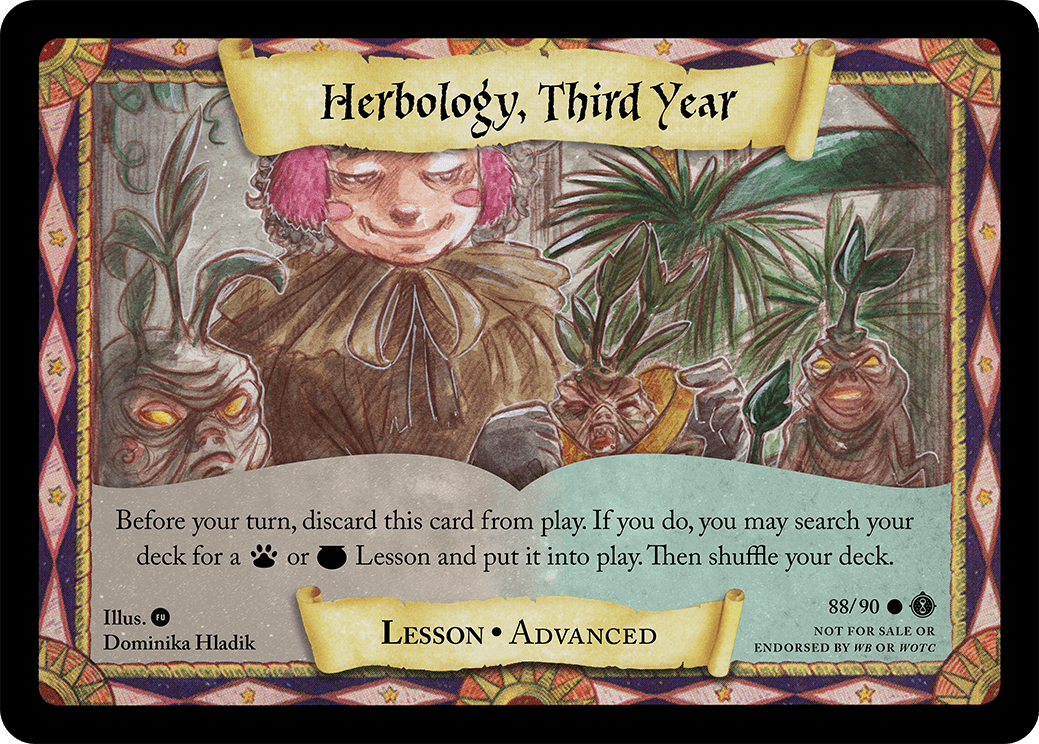 Herbology, Third Year
Before your turn, discard this card from play. If you do, you may search your
deck for a or Lesson and put it into play. Then shuffle your deck.
Illus. FU
Dominika Hladik
LESSON • ADVANCED
88/90
NOT FOR SALE OR
ENDORSED BY WB OR WOTC